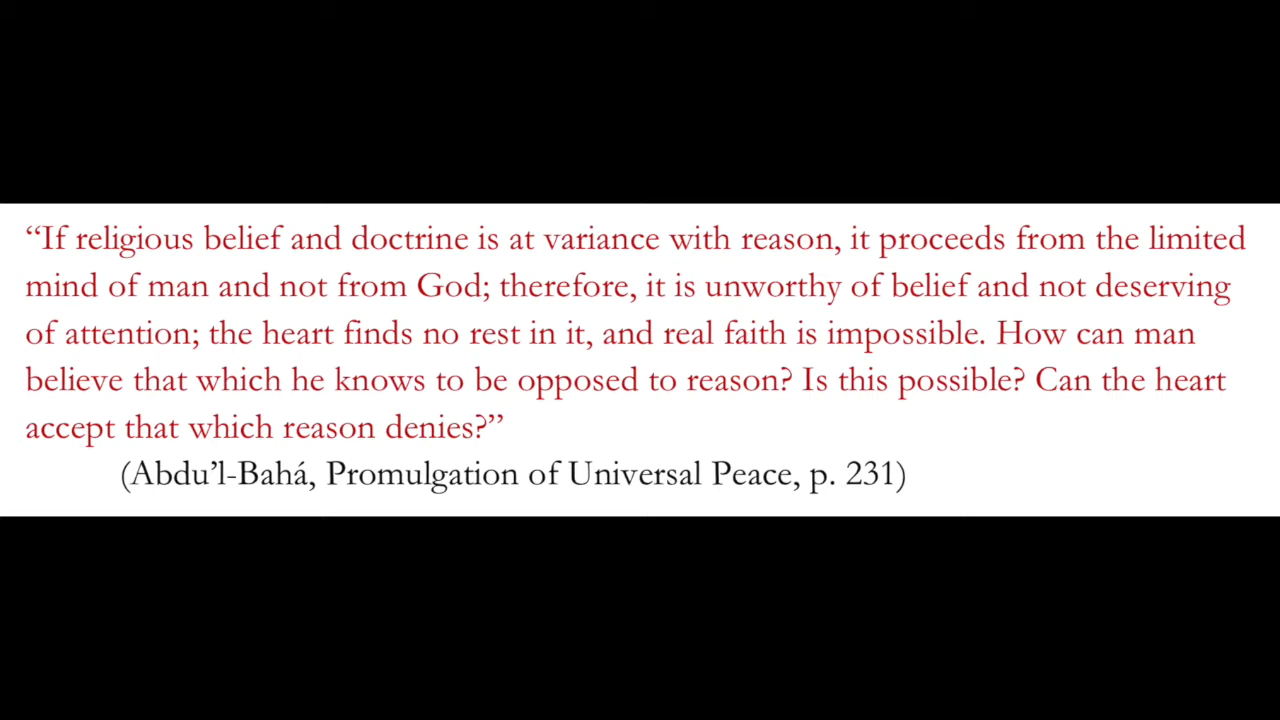 “If religious belief and doctrine is at variance with reason, it proceeds from the limited
mind of man and not from God; therefore, it is unworthy of belief and not deserving
of attention; the heart finds no rest in it, and real faith is impossible. How can man
believe that which he knows to be opposed to reason? Is this possible? Can the heart
accept that which reason denies?”
(Abdu’l-Bahá, Promulgation of Universal Peace, p. 231)